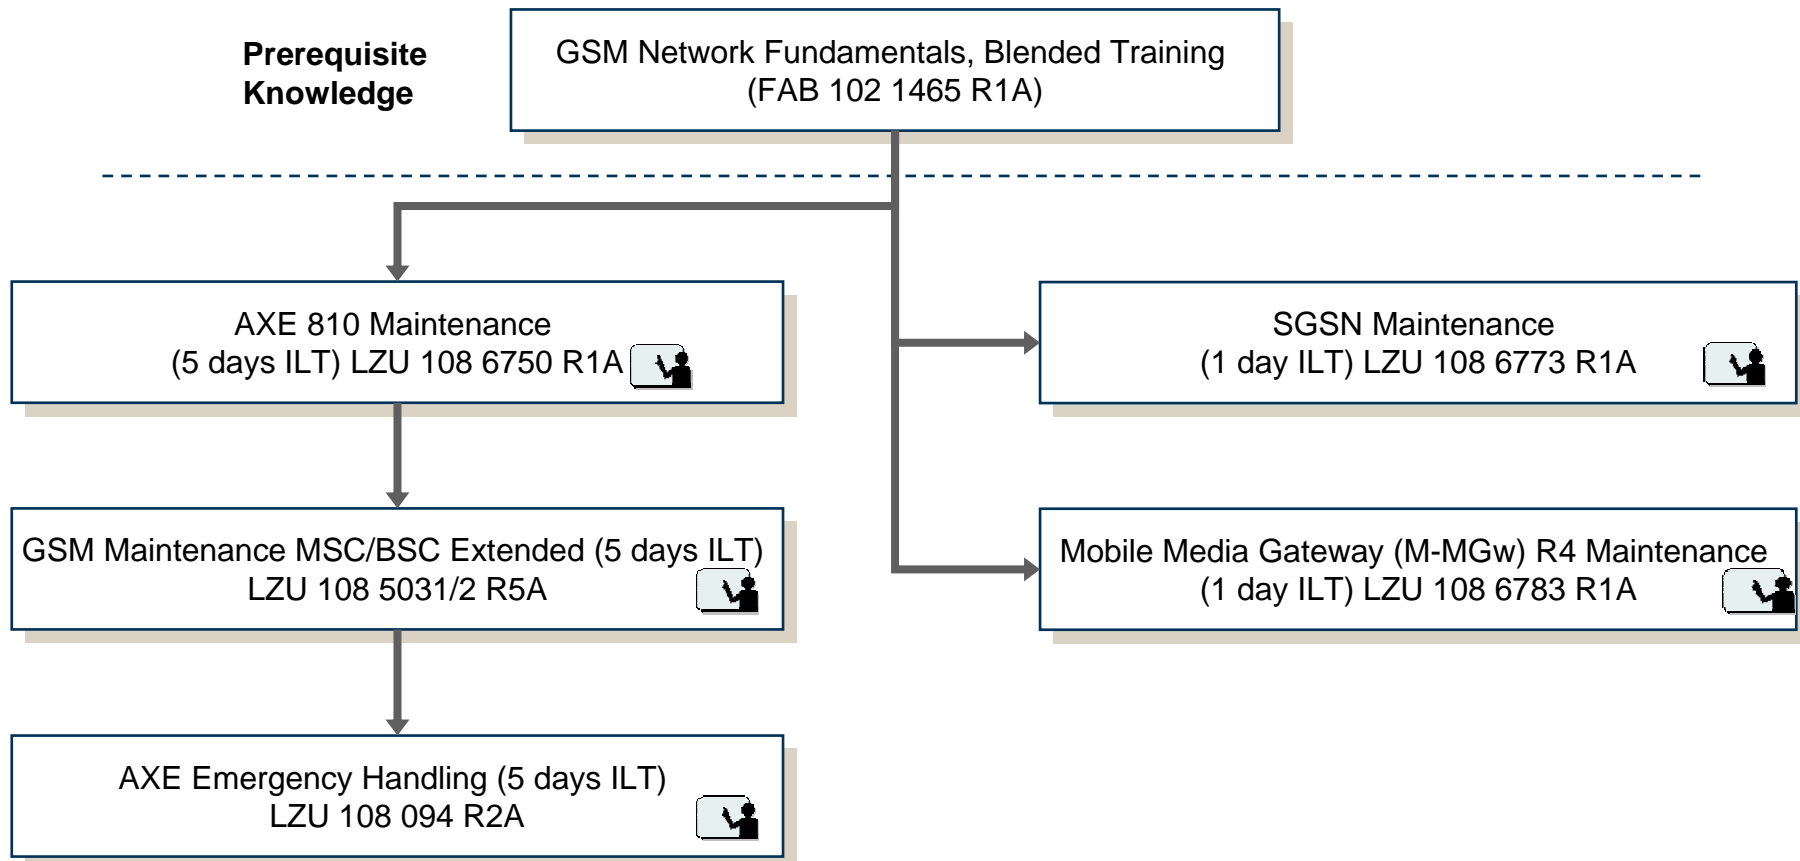 Prerequisite
Knowledge
GSM Network Fundamentals, Blended Training
(FAB 102 1465 R1A)
AXE 810 Maintenance
(5 days ILT) LZU 108 6750 R1A
SGSN Maintenance
(1 day ILT) LZU 108 6773 R1A
GSM Maintenance MSC/BSC Extended (5 days ILT)
LZU 108 5031/2 R5A
Mobile Media Gateway (M-MGw) R4 Maintenance
(1 day ILT) LZU 108 6783 R1A
AXE Emergency Handling (5 days ILT)
LZU 108 094 R2A